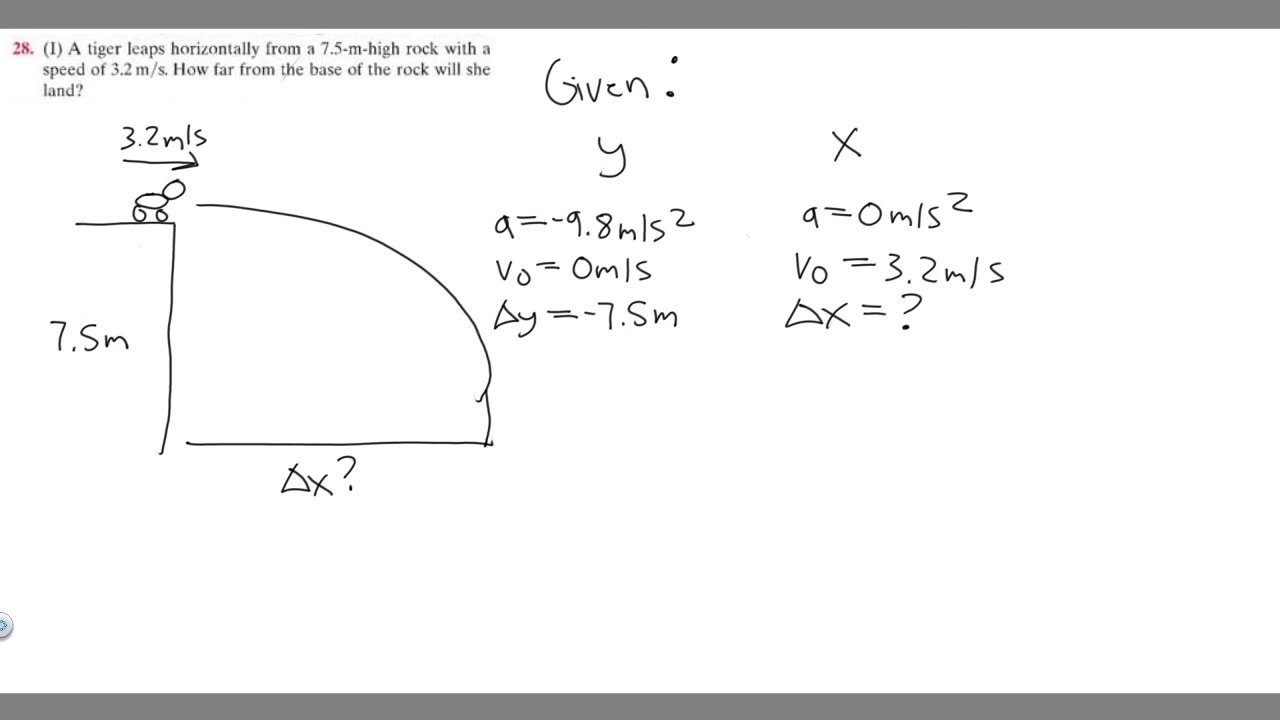 28. (I) A tiger leaps horizontally from a 7.5-m-high rock with a
speed of 3.2 m/s. How far from the base of the rock will she
land?
Given:
3.2m/s
y
x
a=-9.8m/s²
a=0m/s²
v₀=0m/s
v₀=3.2m/s
Δy=-7.5m
Δx=?
7.5m
Δx?